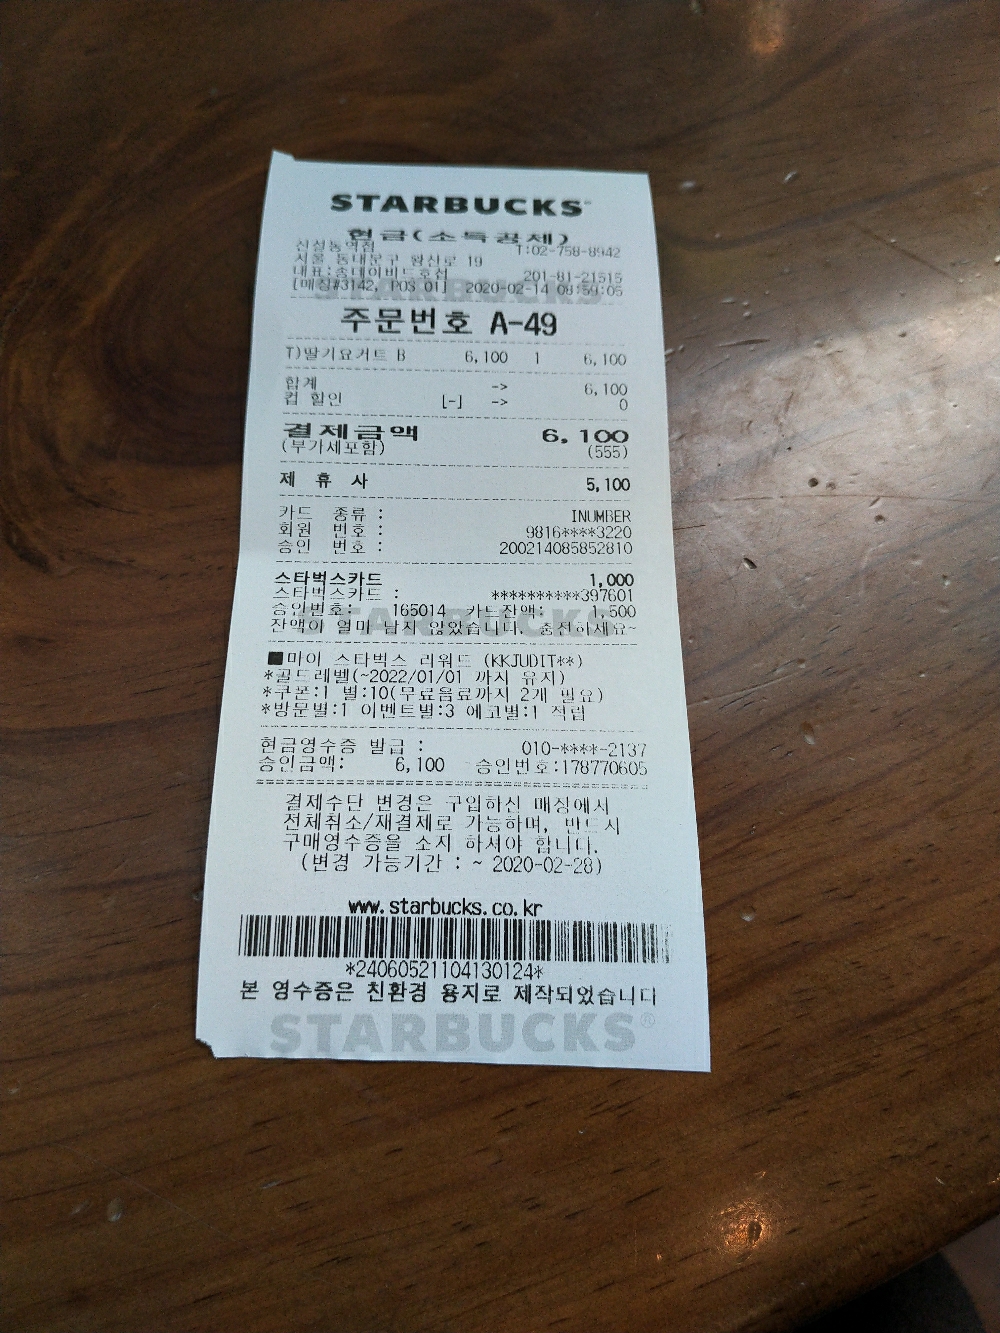 STARBUCKS
현금(소득공제)
신설동역점 T:02-758-8942
서울 동대문구 왕산로 19
대표:송데이비드호섭 201-81-21515
[매장#3142, POS 01] 2020-02-14 08:59:05
주문번호 A-49
T)딸기요거트 B 6,100 1 6,100
합계 -> 6,100
컵 할인 [-] -> 0
결제금액 6,100
(부가세포함) (555)
제 휴 사 5,100
카드 종류 : INUMBER
회원 번호 : 9816****3220
승인 번호 : 200214085852810
스타벅스카드 1,000
스타벅스카드 : **********397601
승인번호: 165014 카드잔액: 1,500
잔액이 얼마 남지 않았습니다. 충전하세요~
■마이 스타벅스 리워드 (KKJUDIT**)
*골드레벨(~2022/01/01 까지 유지)
*쿠폰:1 별:10(무료음료까지 2개 필요)
*방문별:1 이벤트별:3 에코별:1 적립
현금영수증 발급 : 010-****-2137
승인금액: 6,100 승인번호:178770605
결제수단 변경은 구입하신 매장에서
전체취소/재결제로 가능하며, 반드시
구매영수증을 소지 하셔야 합니다.
(변경 가능기간 : ~ 2020-02-28)
www.starbucks.co.kr
*24060521104130124*
본 영수증은 친환경 용지로 제작되었습니다
STARBUCKS®